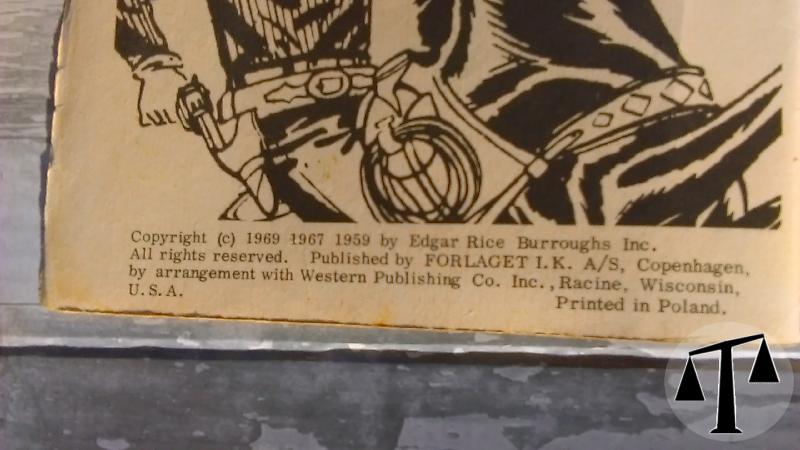 Copyright (c) 1969 1967 1959 by Edgar Rice Burroughs Inc.
All rights reserved. Published by FORLAGET I.K. A/S, Copenhagen,
by arrangement with Western Publishing Co. Inc., Racine, Wisconsin,
U.S.A.
Printed in Poland.